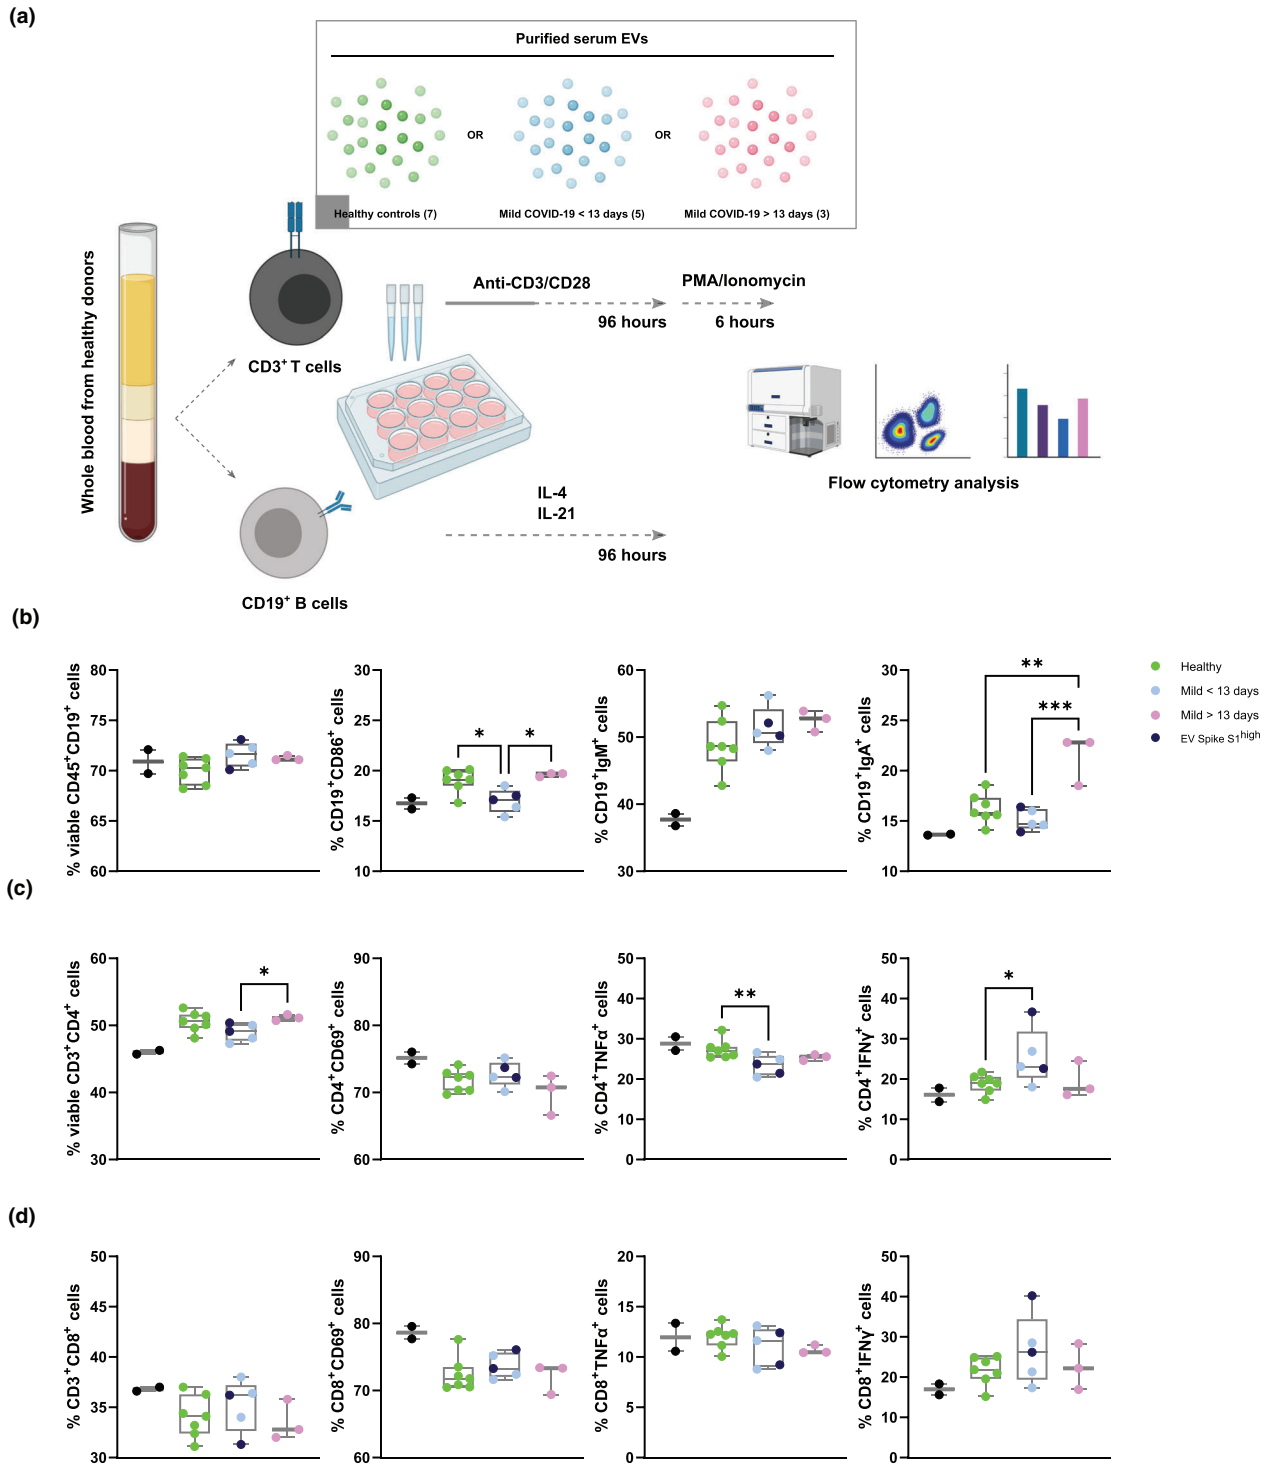 (a)
Purified serum EVs
OR
OR
Healthy controls (7)
Mild COVID-19 < 13 days (5)
Mild COVID-19 > 13 days (3)
Whole blood from healthy donors
CD3⁺ T cells
Anti-CD3/CD28
96 hours
PMA/Ionomycin
6 hours
CD19⁺ B cells
IL-4
IL-21
96 hours
Flow cytometry analysis
(b)
% viable CD45⁺CD19⁺ cells
80
75
70
65
60
% CD19⁺CD86⁺ cells
30
25
20
15
10
*
*
% CD19⁺IgM⁺ cells
60
50
40
30
% CD19⁺IgA⁺ cells
30
25
20
15
10
**
***
Healthy
Mild < 13 days
Mild > 13 days
EV Spike S1ʰⁱᵍʰ
(c)
% viable CD3⁺CD4⁺ cells
60
50
40
30
*
% CD4⁺CD69⁺ cells
90
80
70
60
% CD4⁺TNFα⁺ cells
50
40
30
20
10
0
**
% CD4⁺IFNγ⁺ cells
50
40
30
20
10
0
*
(d)
% CD3⁺CD8⁺ cells
50
45
40
35
30
% CD8⁺CD69⁺ cells
90
80
70
60
% CD8⁺TNFα⁺ cells
20
15
10
5
0
% CD8⁺IFNγ⁺ cells
50
40
30
20
10
0